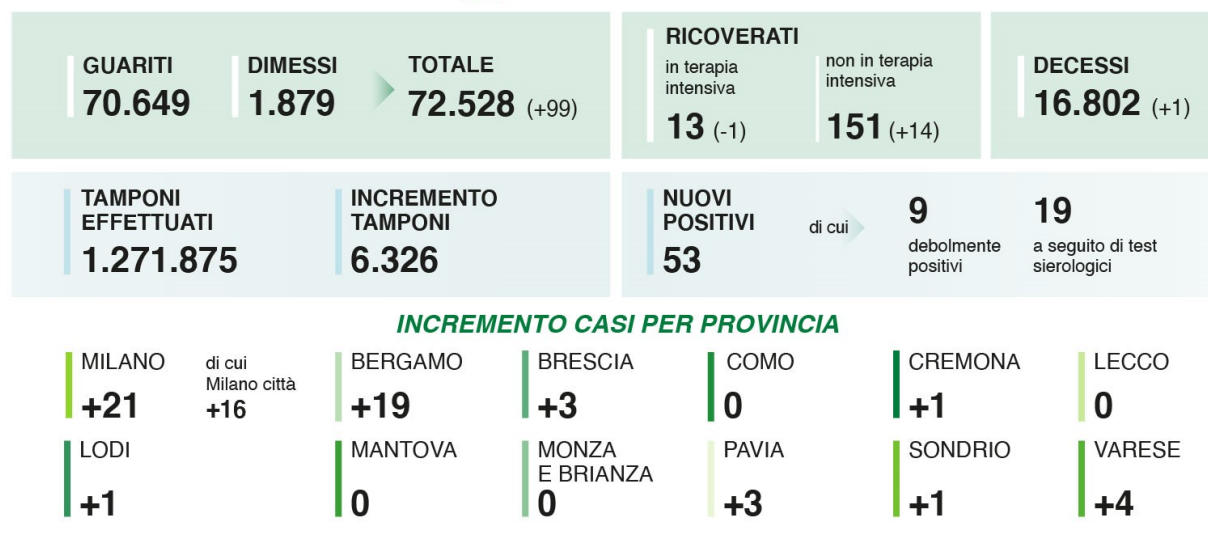 GUARITI
70.649
DIMESSI
1.879
TOTALE
72.528 (+99)
RICOVERATI
in terapia
intensiva
13 (-1)
non in terapia
intensiva
151 (+14)
DECESSI
16.802 (+1)
TAMPONI
EFFETTUATI
1.271.875
INCREMENTO
TAMPONI
6.326
NUOVI
POSITIVI
53
di cui
9
debolmente
positivi
19
a seguito di test
sierologici
INCREMENTO CASI PER PROVINCIA
MILANO
+21
di cui
Milano città
+16
BERGAMO
+19
BRESCIA
+3
COMO
0
CREMONA
+1
LECCO
0
LODI
+1
MANTOVA
0
MONZA
E BRIANZA
0
PAVIA
+3
SONDRIO
+1
VARESE
+4